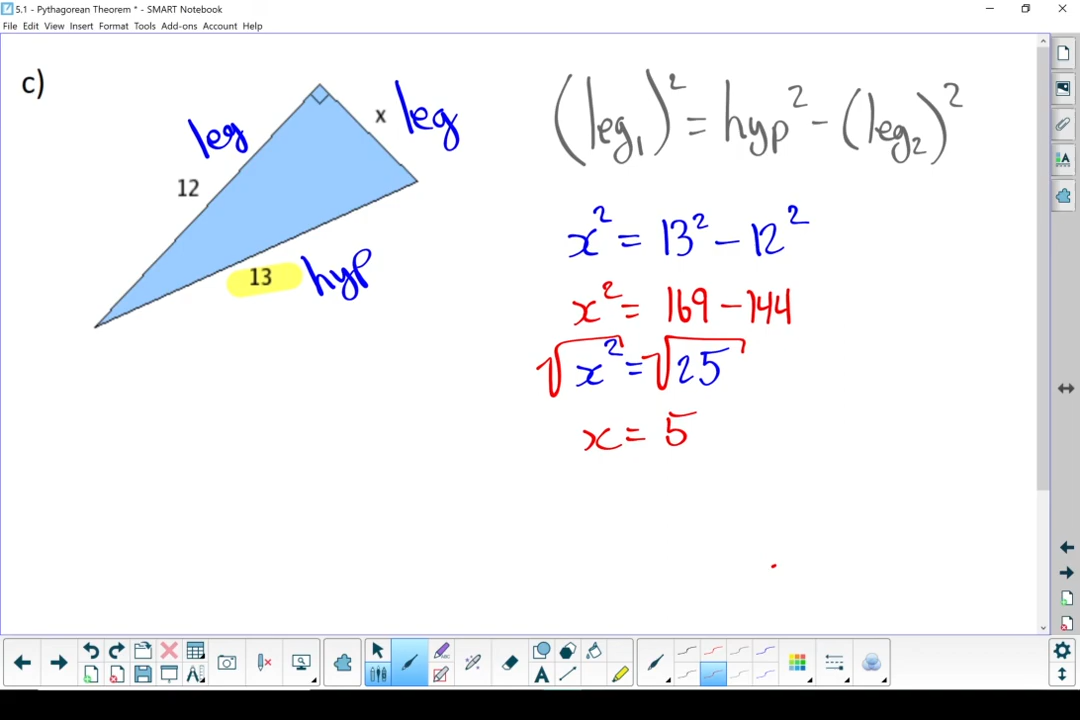 5.1 - Pythagorean Theorem * - SMART Notebook
File Edit View Insert Format Tools Add-ons Account Help
c)
leg
x leg
12
13 hyp
(leg₁)² = hyp² - (leg₂)²
x² = 13² - 12²
x² = 169 - 144
√x² = √25
x = 5